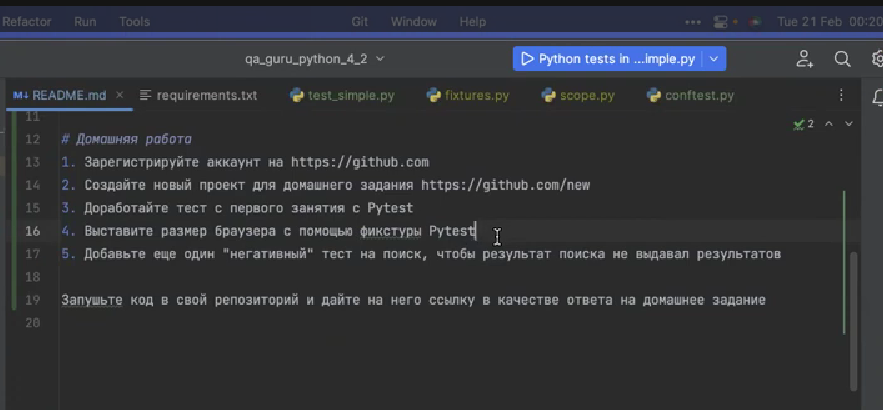 Refactor Run Tools Git Window Help ••• Tue 21 Feb 00:20
qa_guru_python_4_2 Python tests in ...imple.py
M↓ README.md × requirements.txt test_simple.py fixtures.py scope.py conftest.py
11 2
12 # Домашняя работа
13 1. Зарегистрируйте аккаунт на https://github.com
14 2. Создайте новый проект для домашнего задания https://github.com/new
15 3. Доработайте тест с первого занятия с Pytest
16 4. Выставите размер браузера с помощью фикстуры Pytest
17 5. Добавьте еще один "негативный" тест на поиск, чтобы результат поиска не выдавал результатов
18
19 Запушьте код в свой репозиторий и дайте на него ссылку в качестве ответа на домашнее задание
20